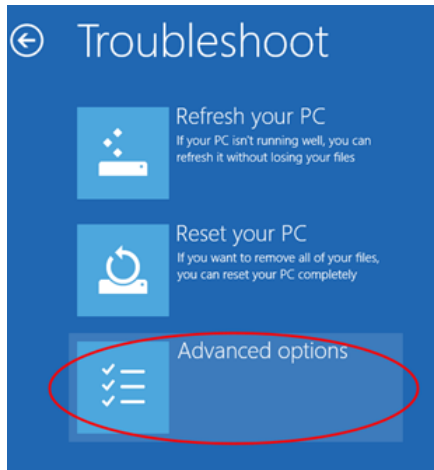 Troubleshoot
Refresh your PC
If your PC isn't running well, you can
refresh it without losing your files
Reset your PC
If you want to remove all of your files,
you can reset your PC completely
Advanced options